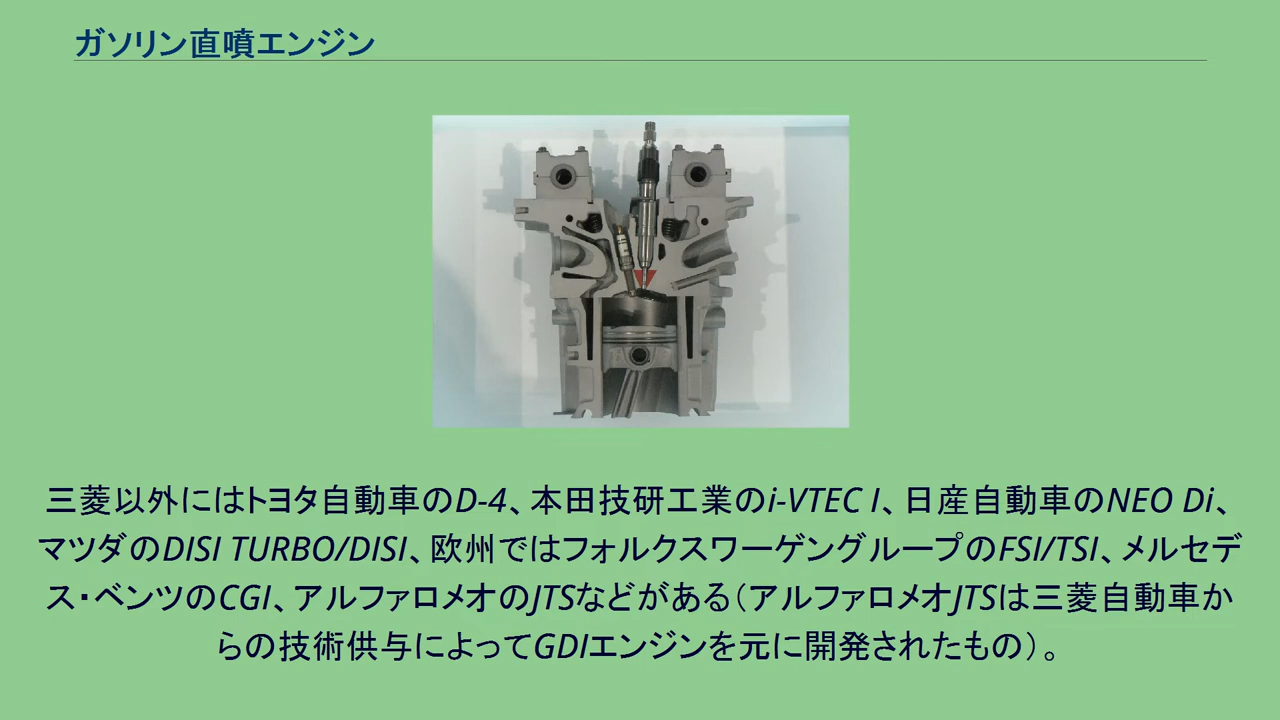 ガソリン直噴エンジン
三菱以外にはトヨタ自動車のD-4、本田技研工業のi-VTEC I、日産自動車のNEO Di、
マツダのDISI TURBO/DISI、欧州ではフォルクスワーゲングループのFSI/TSI、メルセデ
ス・ベンツのCGI、アルファロメオのJTSなどがある（アルファロメオJTSは三菱自動車か
らの技術供与によってGDIエンジンを元に開発されたもの）。